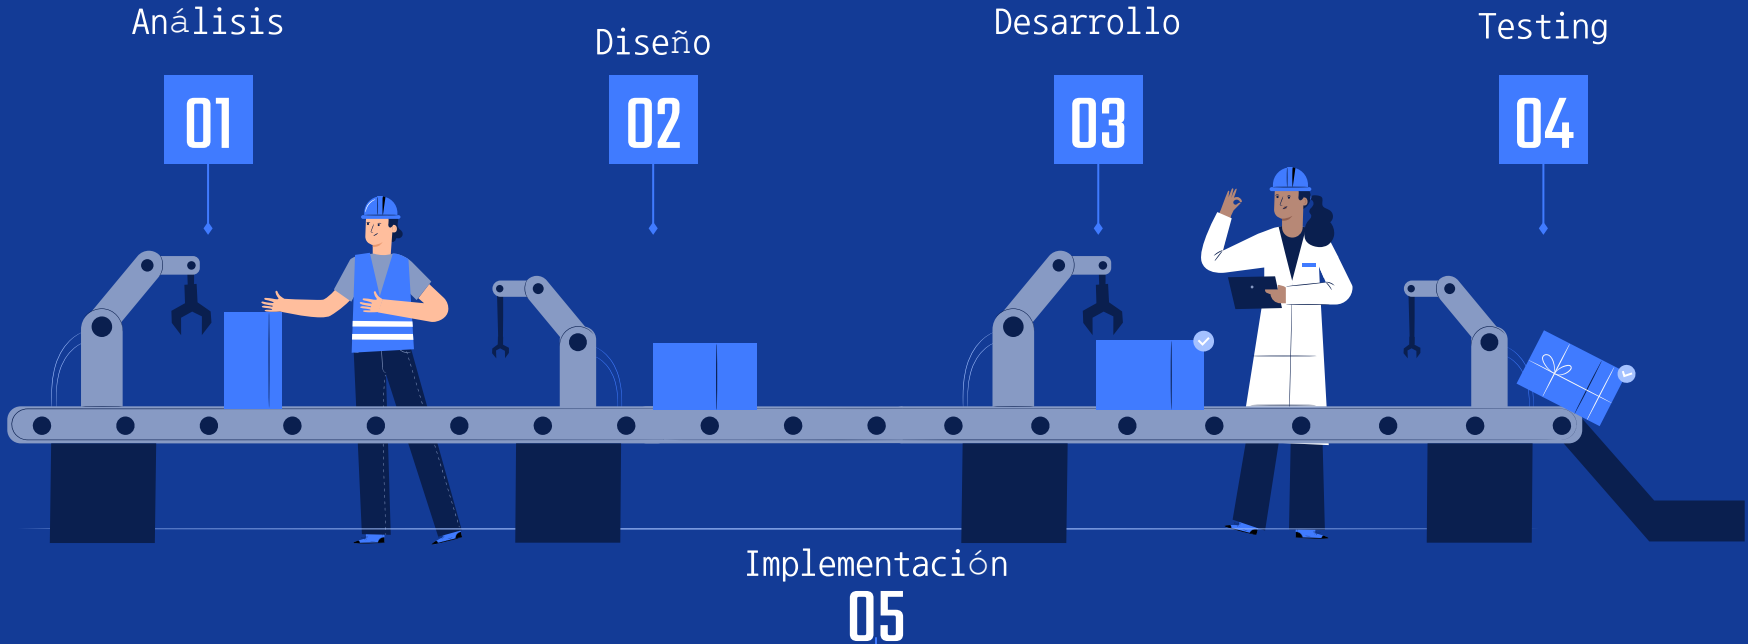 Análisis
01
Diseño
02
Desarrollo
03
Testing
04
Implementación
05